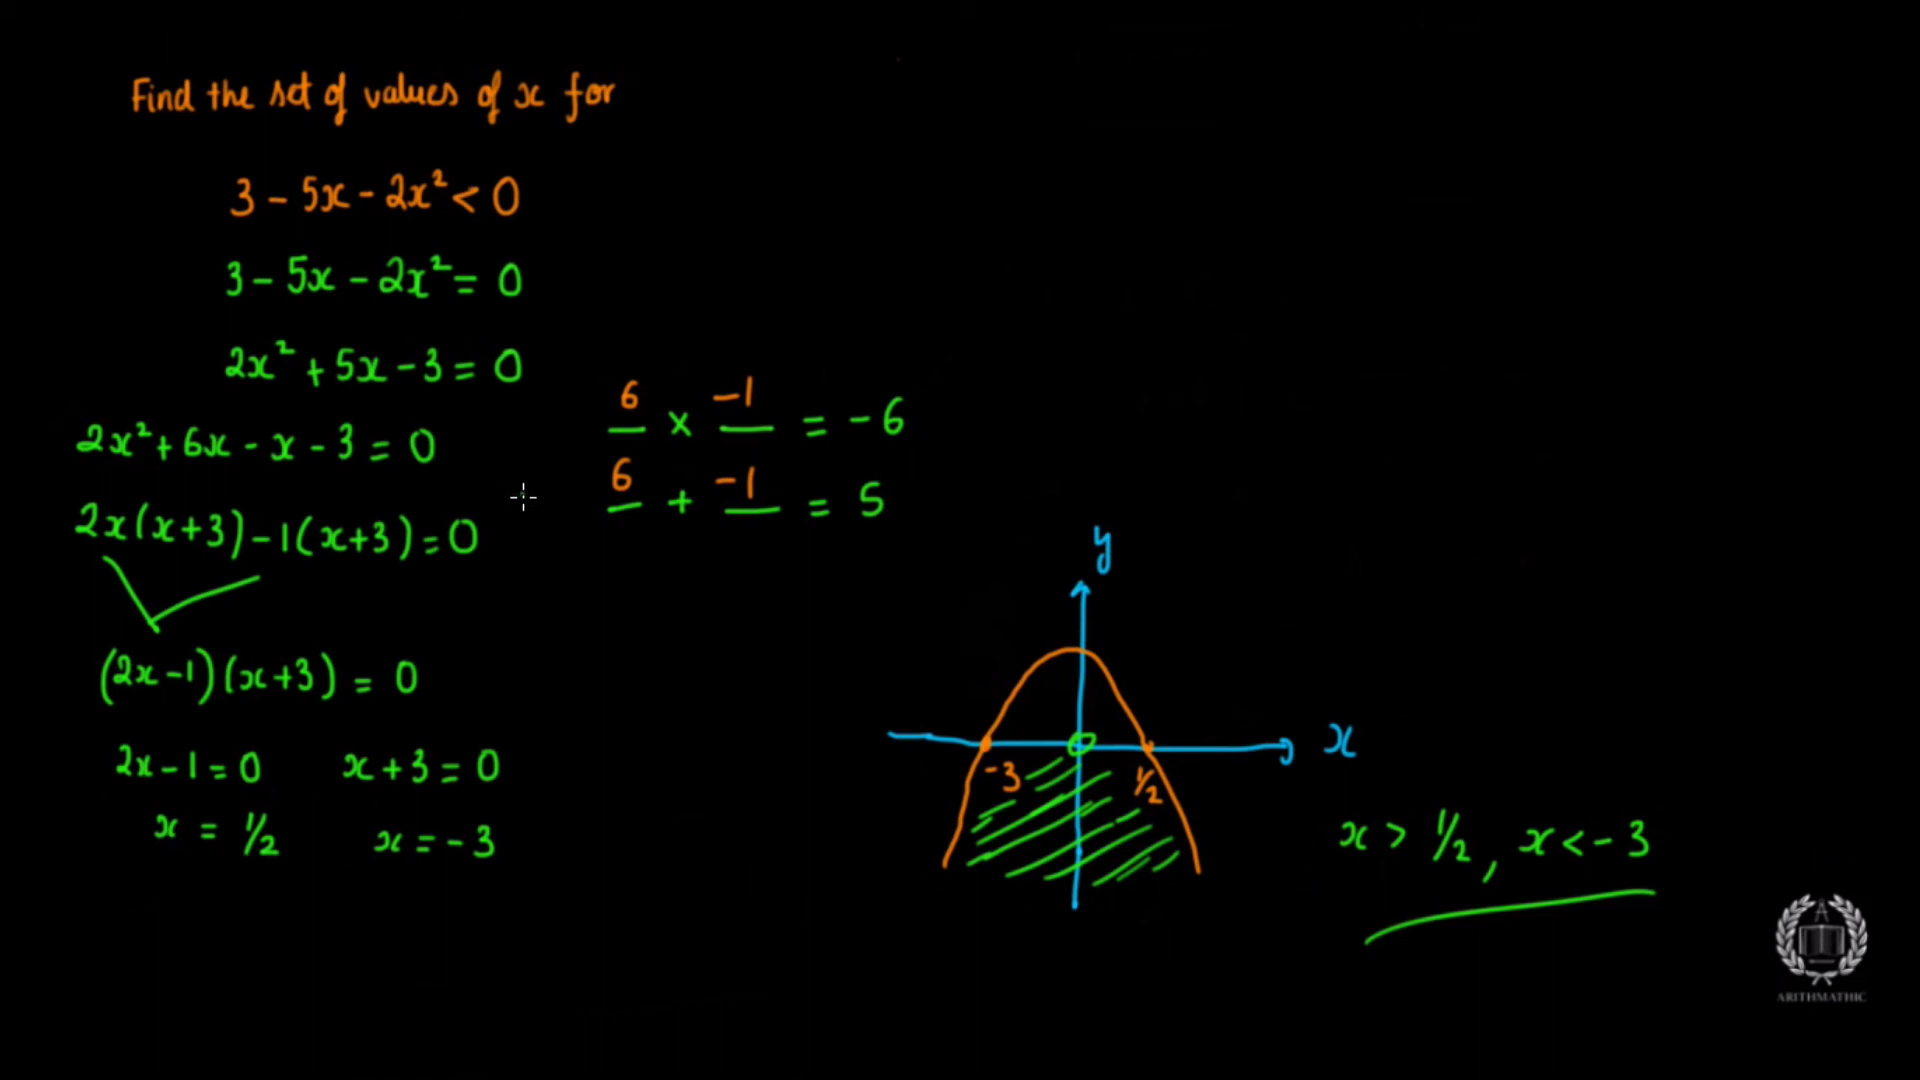 Find the set of values of x for
3 - 5x - 2x² < 0
3 - 5x - 2x² = 0
2x² + 5x - 3 = 0
2x² + 6x - x - 3 = 0
2x(x+3) - 1(x+3) = 0
(2x-1)(x+3) = 0
2x - 1 = 0 x + 3 = 0
x = 1/2 x = -3
6 × -1 = -6
6 + -1 = 5
y
x
-3 1/2
x > 1/2, x < -3
ARITHMATHIC